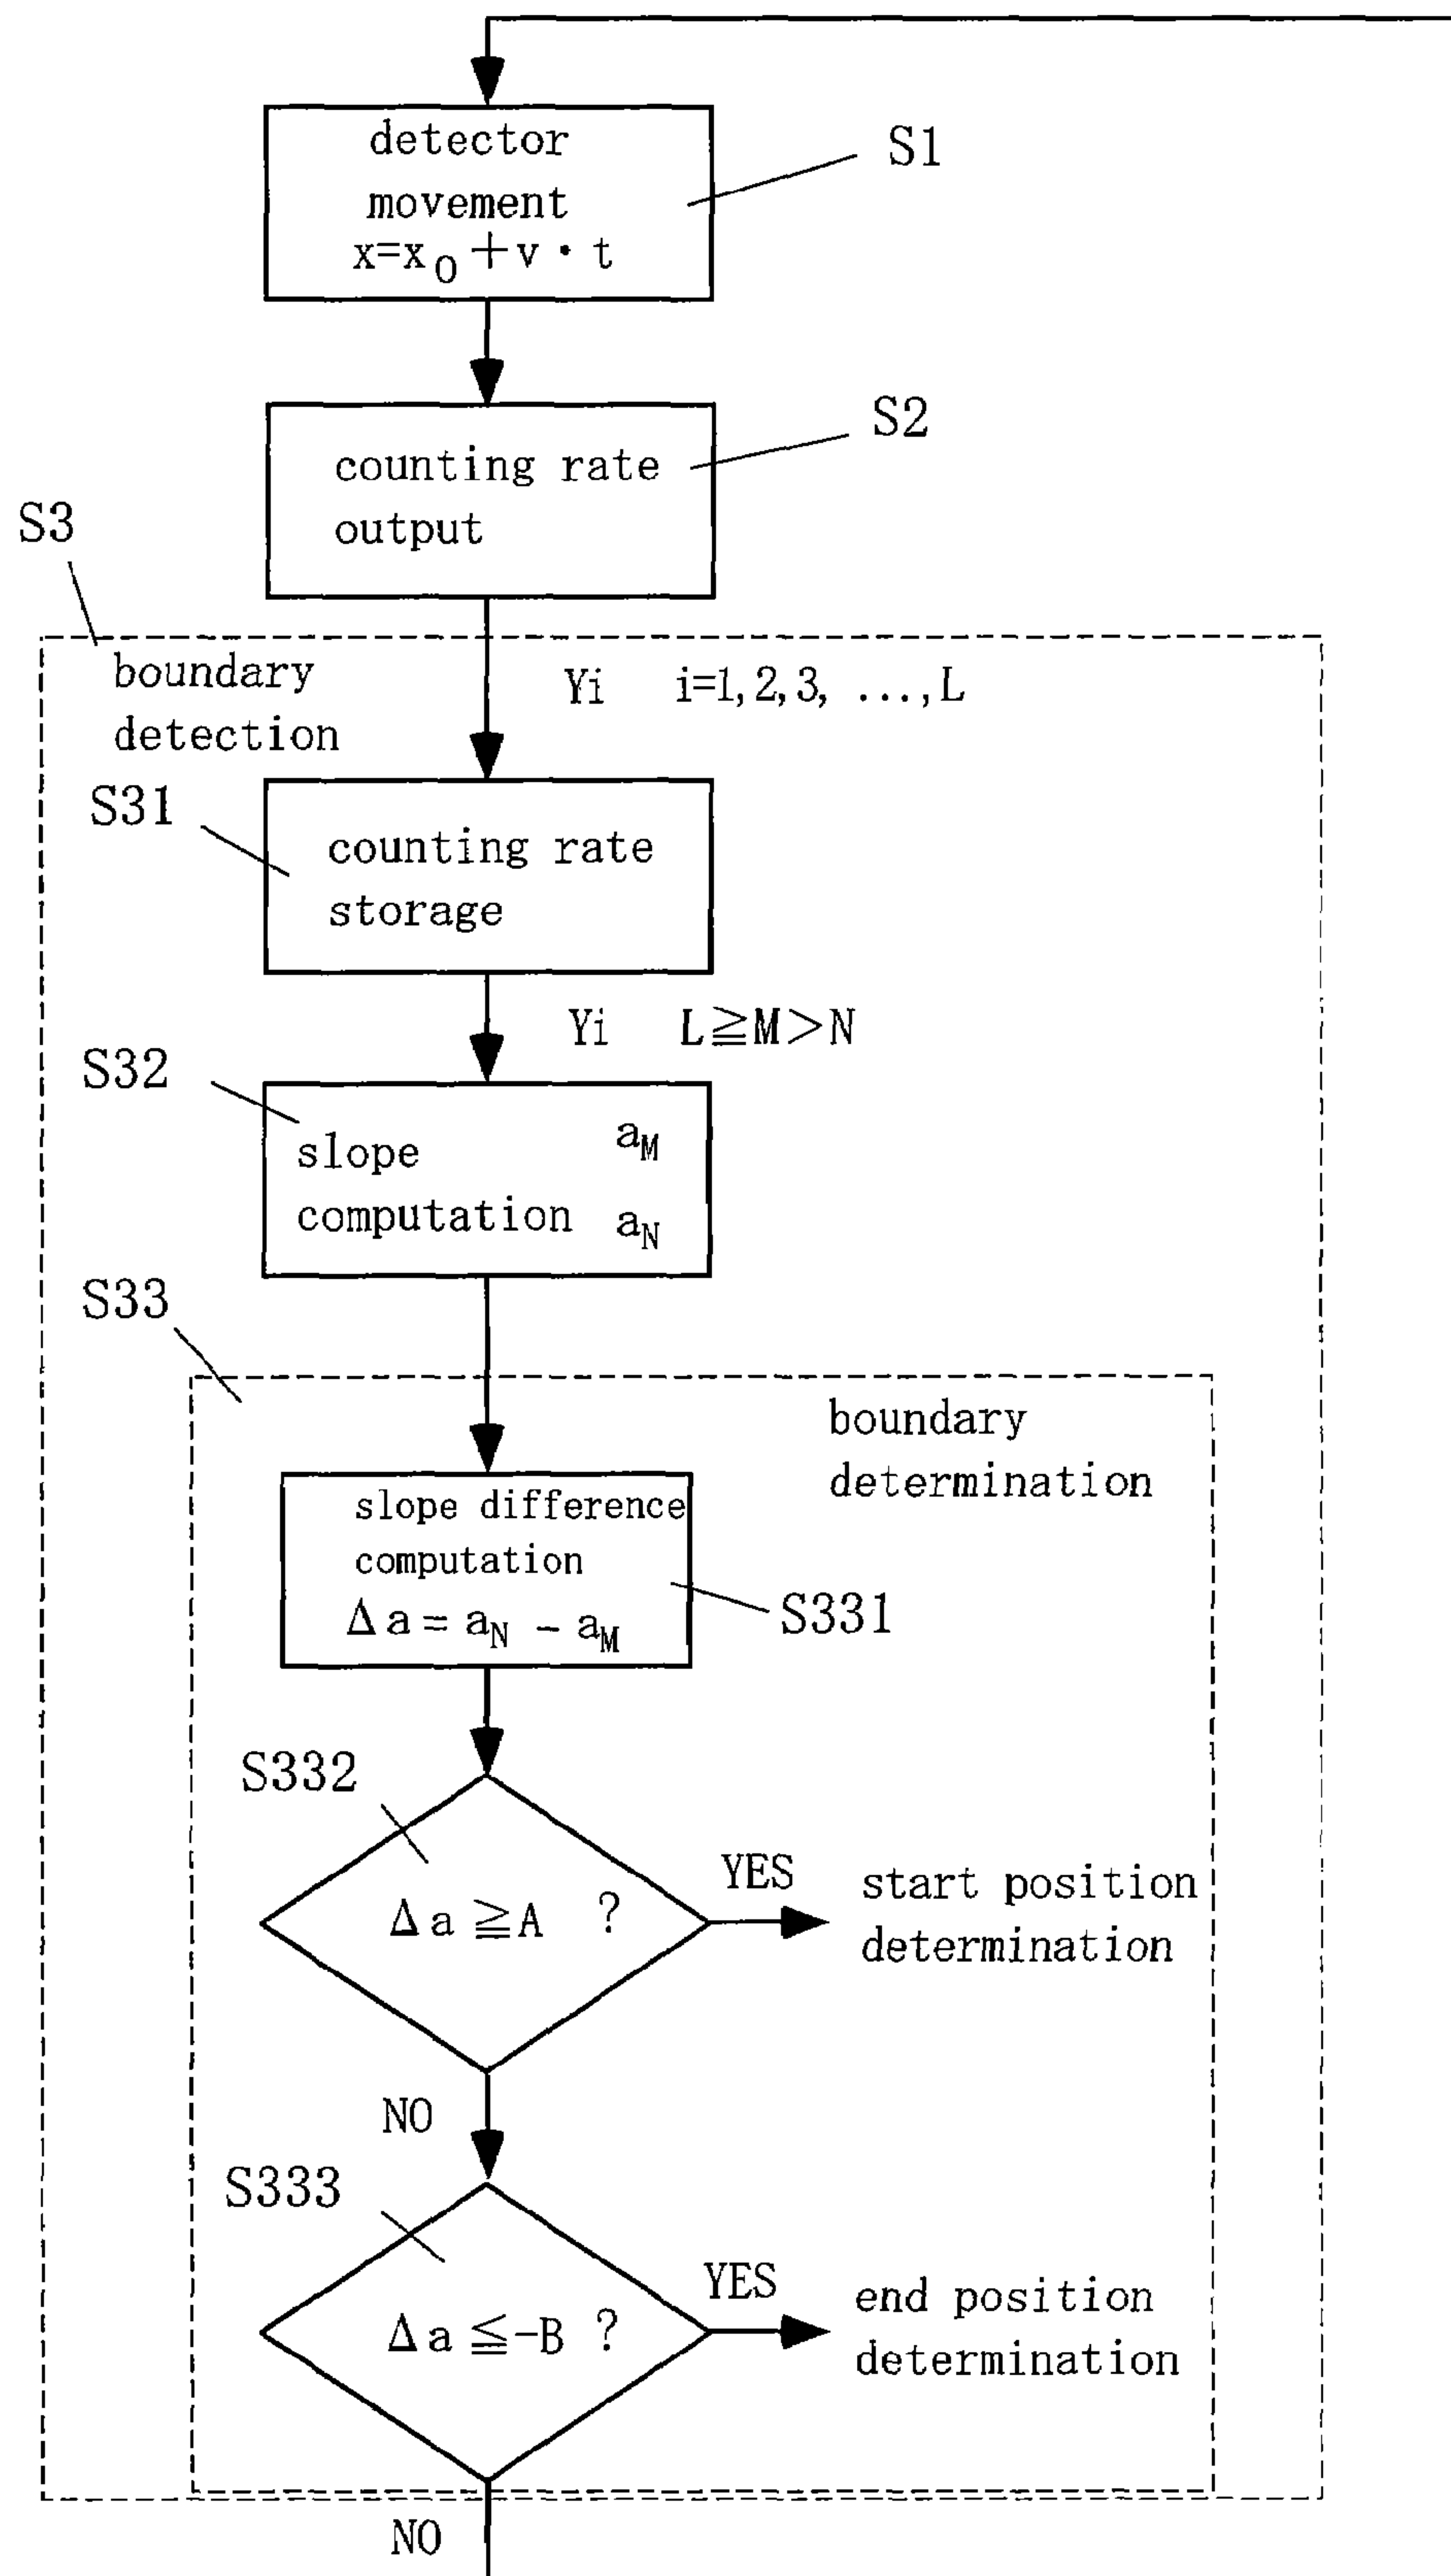 detector
movement
x=x0+v・t
S1
S2
counting rate
output
S3
boundary
detection
Yi i=1,2,3, ...,L
S31
counting rate
storage
Yi L≧M>N
S32
slope
computation
aM
aN
S33
boundary
determination
slope difference
computation
Δa=aN－aM
S331
S332
Δa≧A ?
YES
start position
determination
NO
S333
Δa≦-B ?
YES
end position
determination
NO